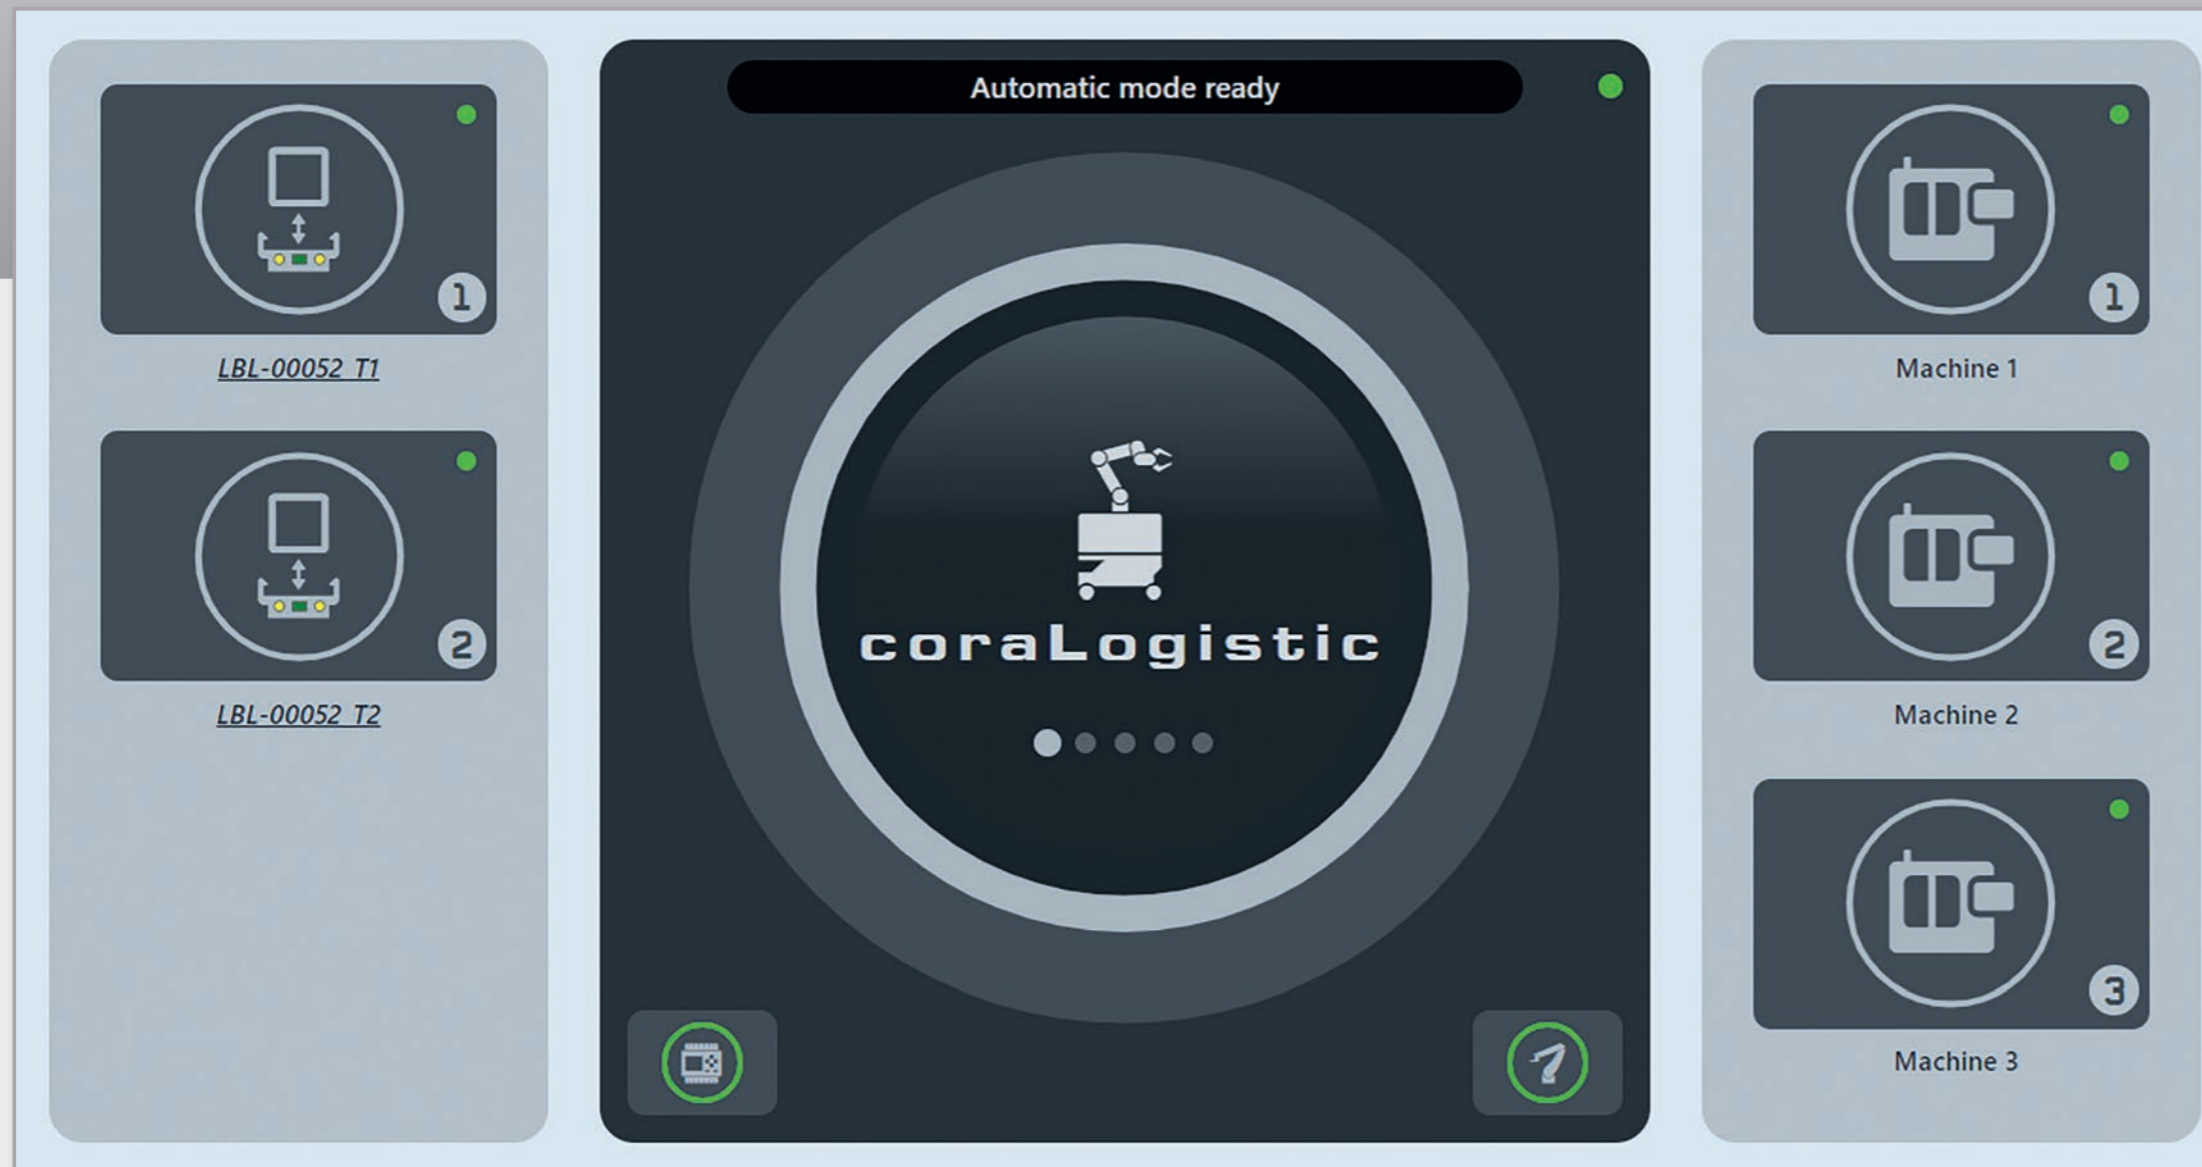 1
LBL-00052_T1
2
LBL-00052_T2
Automatic mode ready
coraLogistic
1
Machine 1
2
Machine 2
3
Machine 3